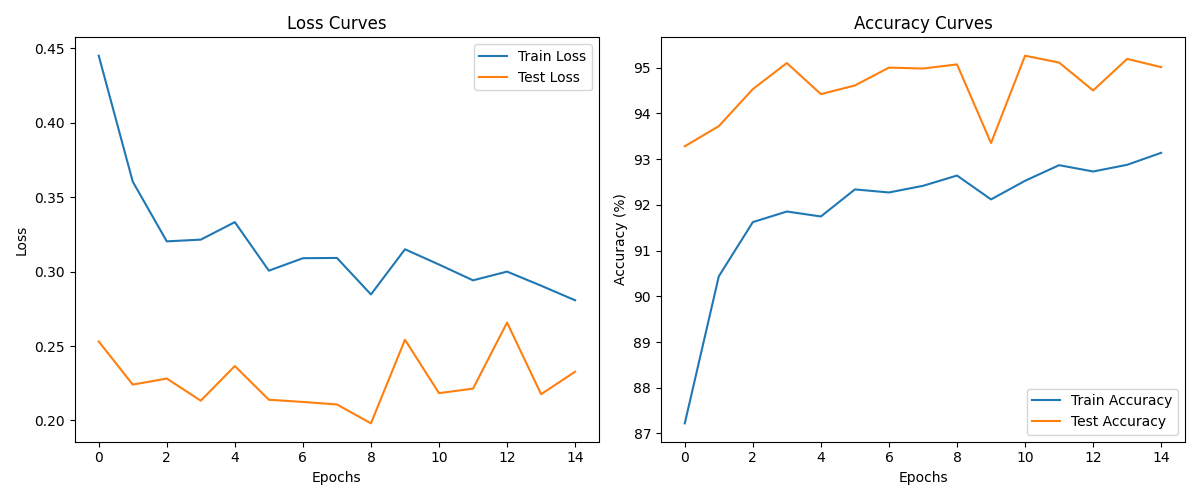 Loss Curves
0.45
0.40
0.35
0.30
0.25
0.20
Loss
0 2 4 6 8 10 12 14
Epochs
Train Loss
Test Loss
Accuracy Curves
95
94
93
92
91
90
89
88
87
Accuracy (%)
0 2 4 6 8 10 12 14
Epochs
Train Accuracy
Test Accuracy